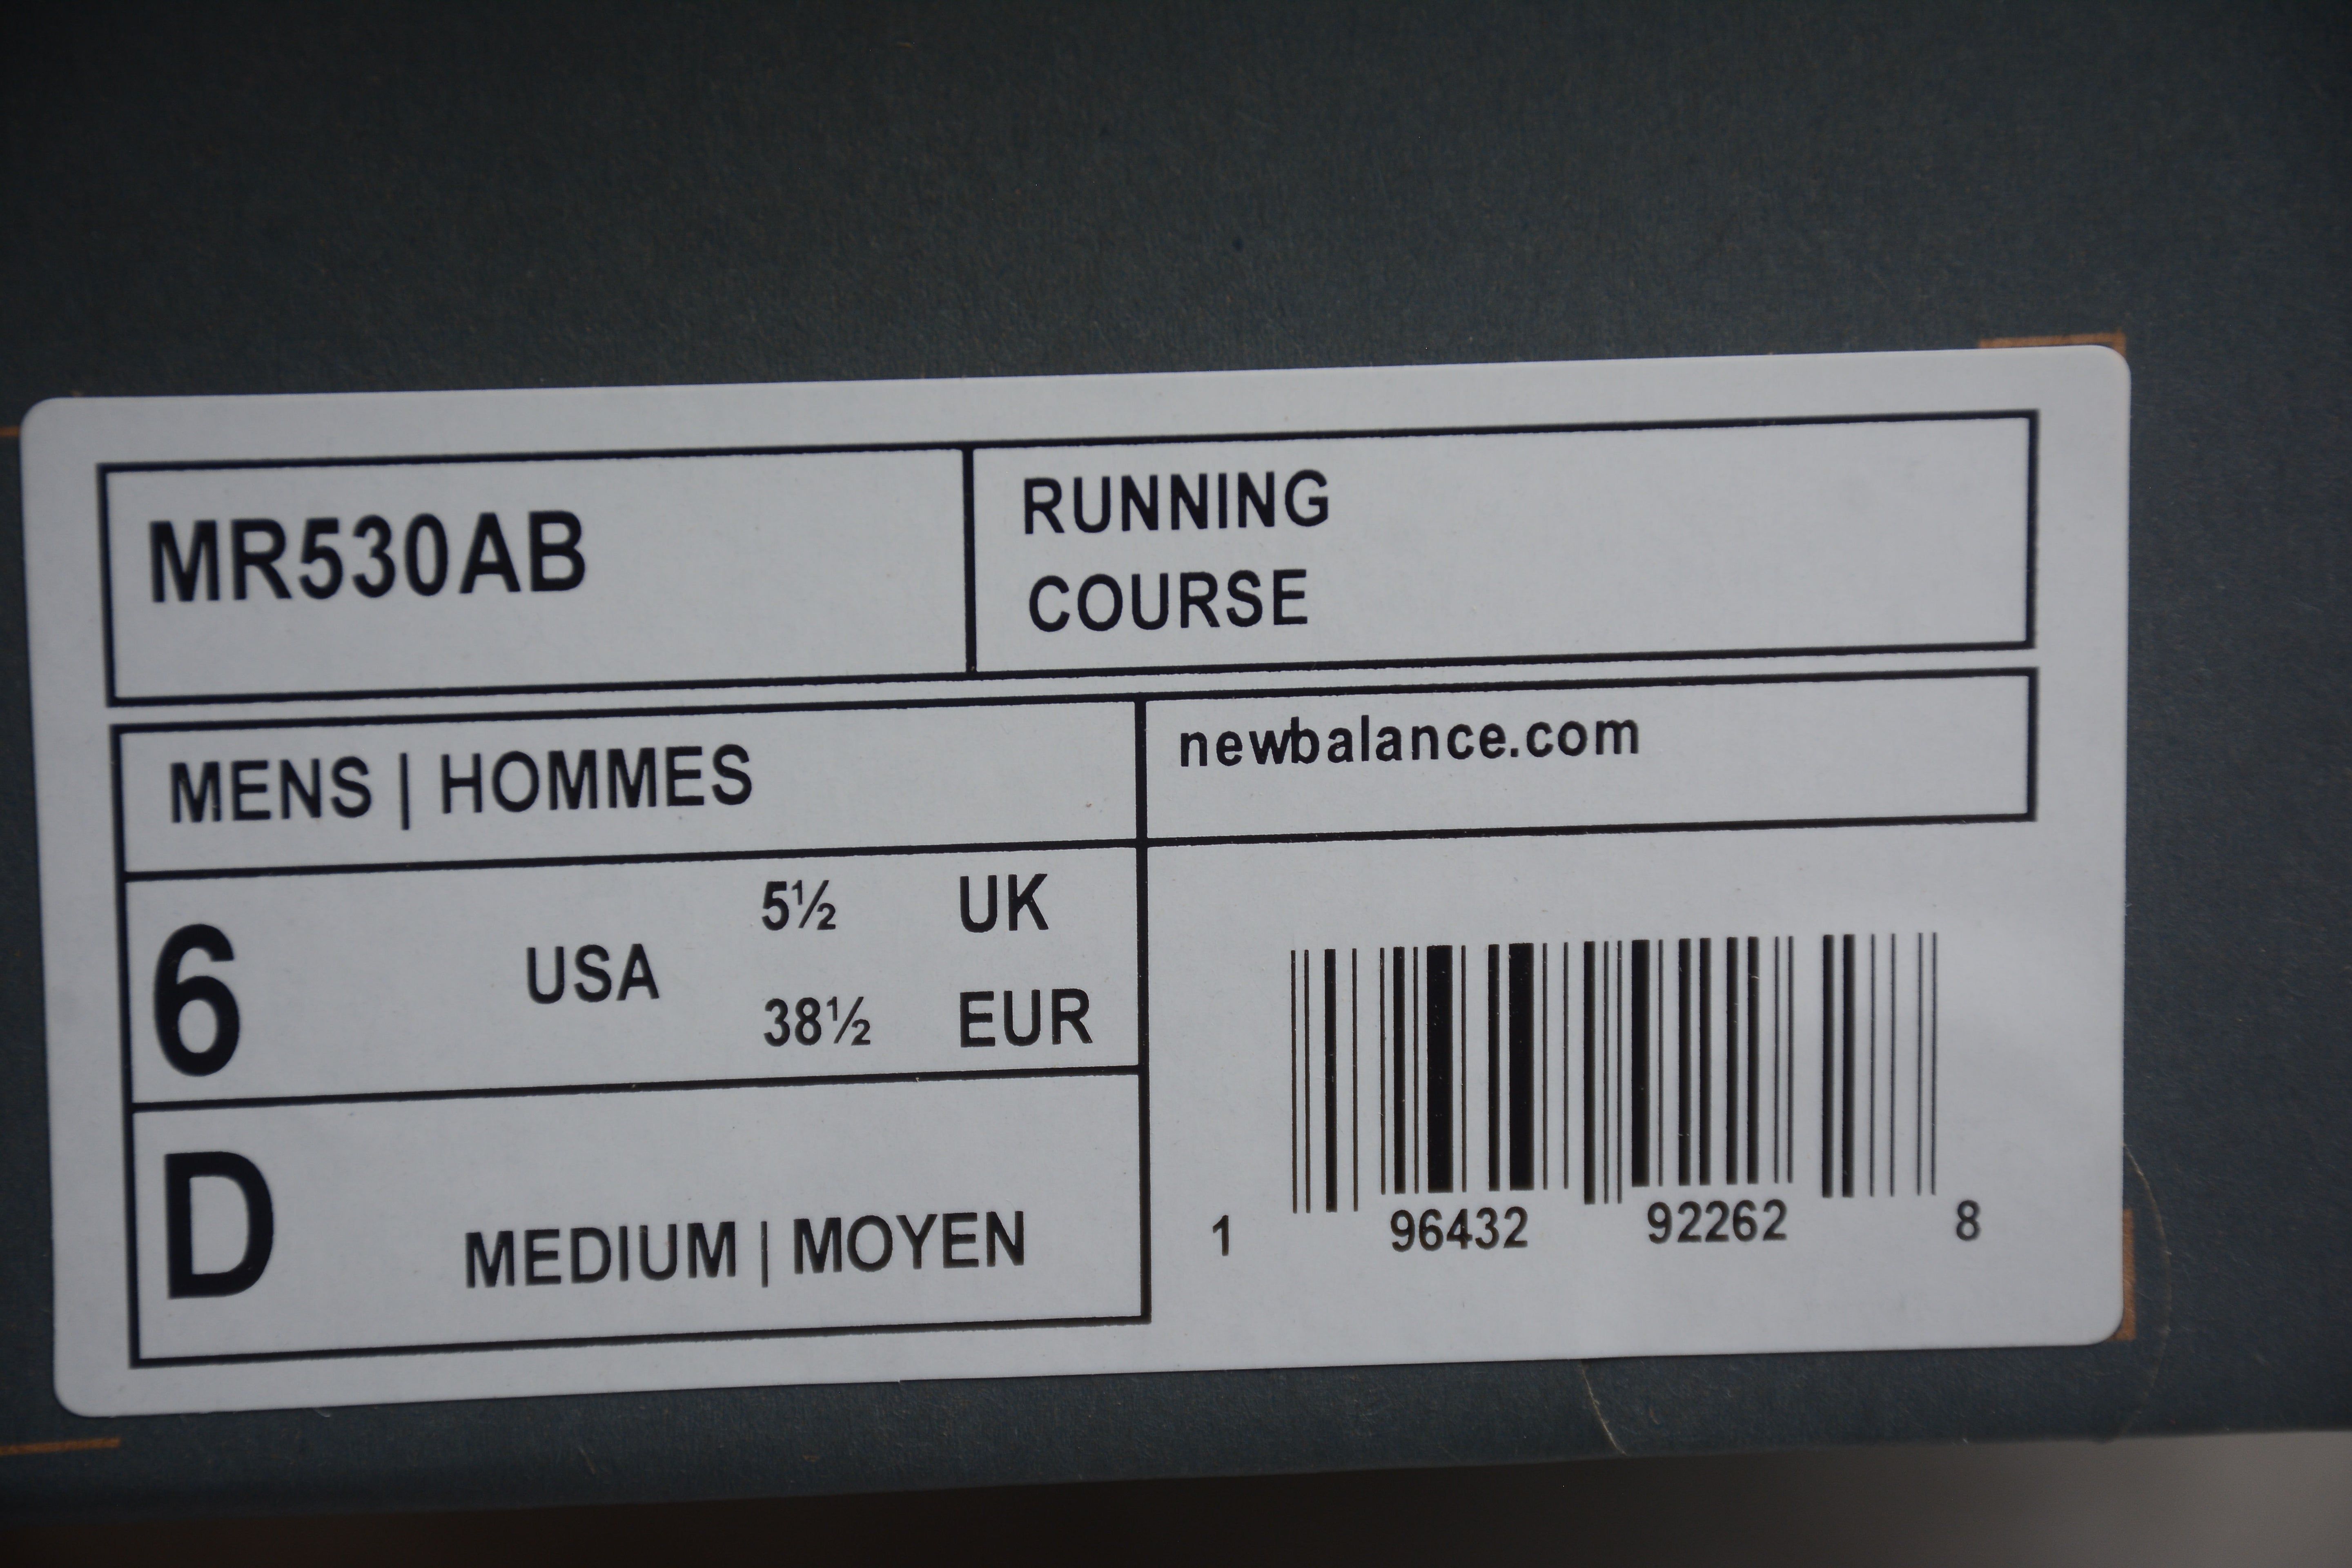 MR530AB
RUNNING
COURSE
MENS | HOMMES
newbalance.com
6 USA
5½ UK
38½ EUR
D MEDIUM | MOYEN
1 96432 92262 8